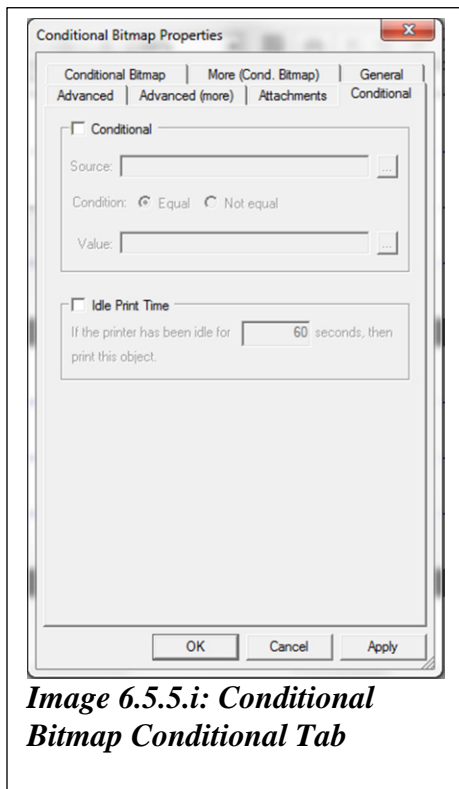 Conditional Bitmap Properties
Conditional Bitmap More (Cond. Bitmap) General
Advanced Advanced (more) Attachments Conditional
Conditional
Source: ...
Condition: Equal Not equal
Value: ...
Idle Print Time
If the printer has been idle for 60 seconds, then
print this object.
OK Cancel Apply
Image 6.5.5.i: Conditional
Bitmap Conditional Tab